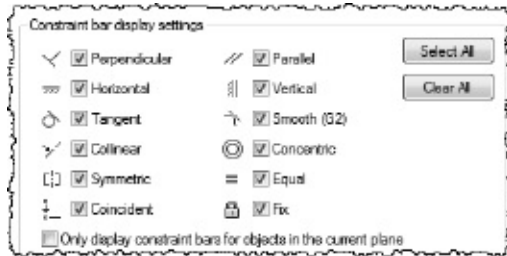 Constraint bar display settings
Perpendicular Parallel Select All
Horizontal Vertical Clear All
Tangent Smooth (G2)
Collinear Concentric
Symmetric Equal
Coincident Fix
Only display constraint bars for objects in the current plane